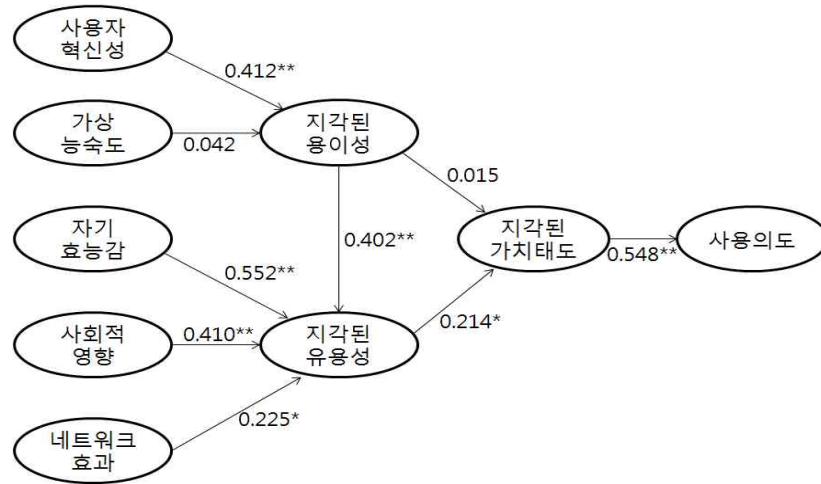 사용자
혁신성
0.412**
가상
능숙도
0.042
지각된
용이성
0.015
자기
효능감
0.552**
0.402**
지각된
가치태도
0.548**
사용의도
사회적
영향
0.410**
지각된
유용성
0.214*
네트워크
효과
0.225*